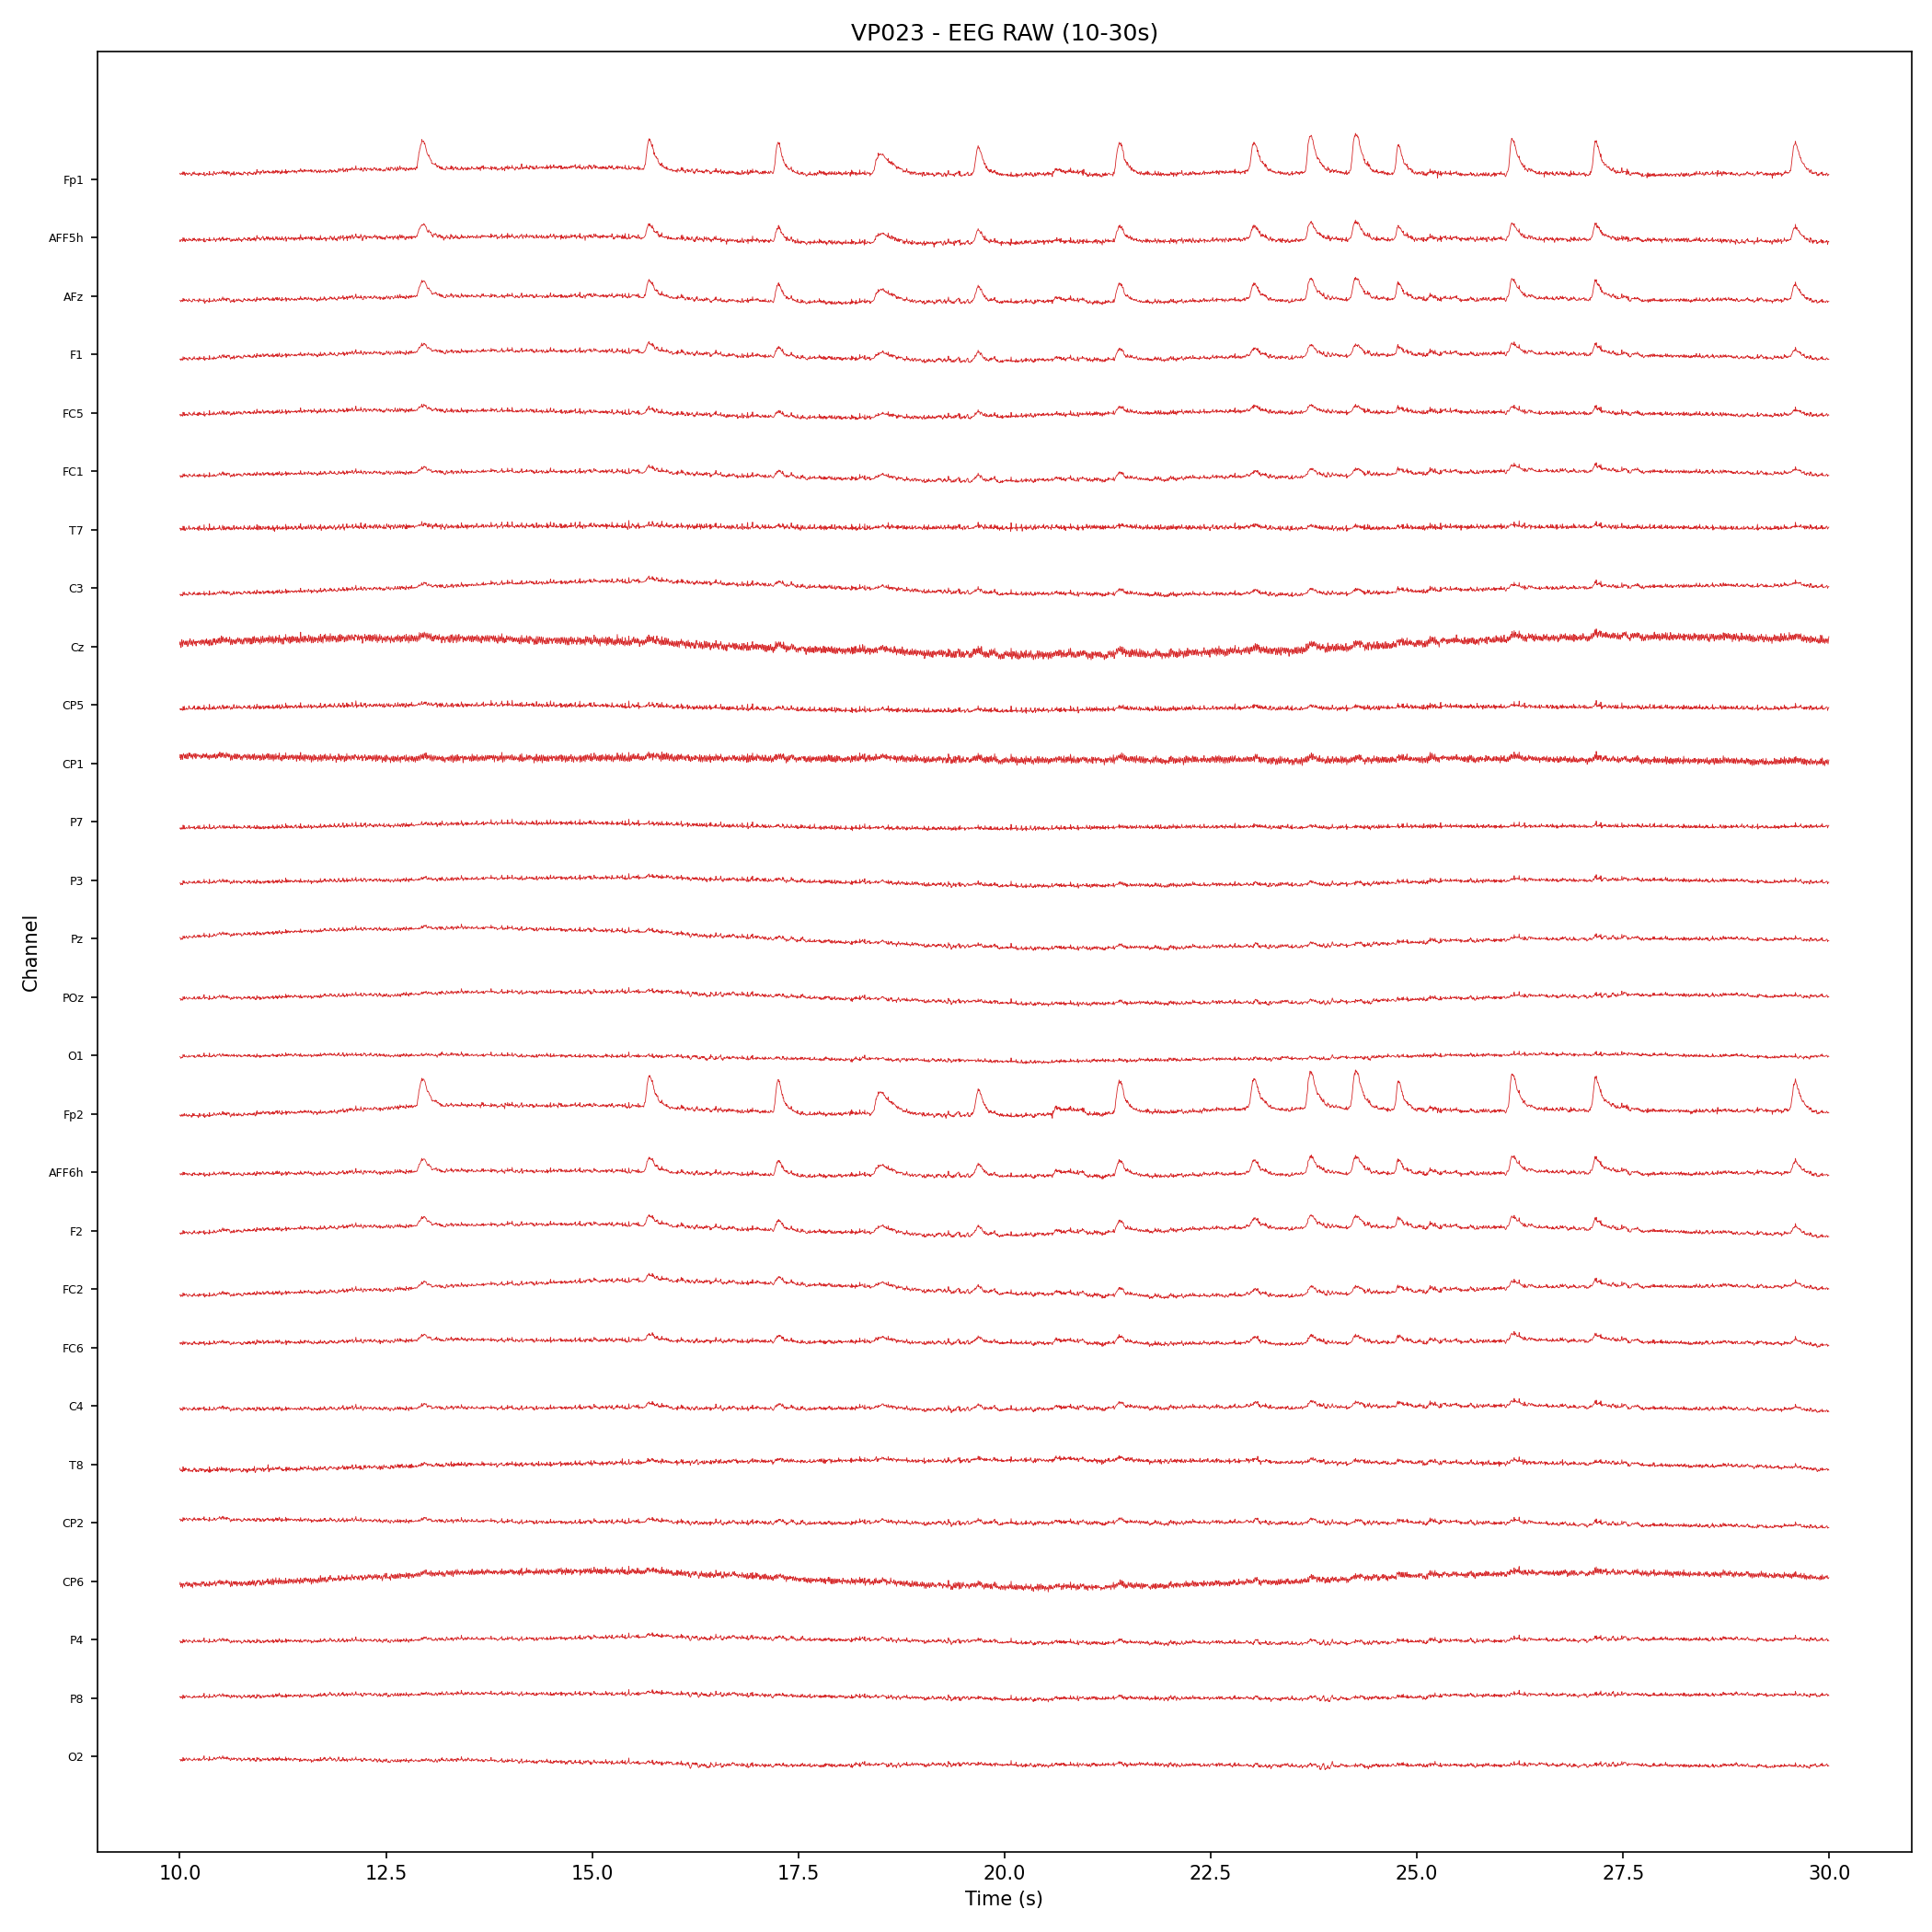 VP023 - EEG RAW (10-30s)
Fp1
AFF5h
AFz
F1
FC5
FC1
T7
C3
Cz
CP5
CP1
P7
P3
Pz
POz
O1
Fp2
AFF6h
F2
FC2
FC6
C4
T8
CP2
CP6
P4
P8
O2
Channel
10.0 12.5 15.0 17.5 20.0 22.5 25.0 27.5 30.0
Time (s)